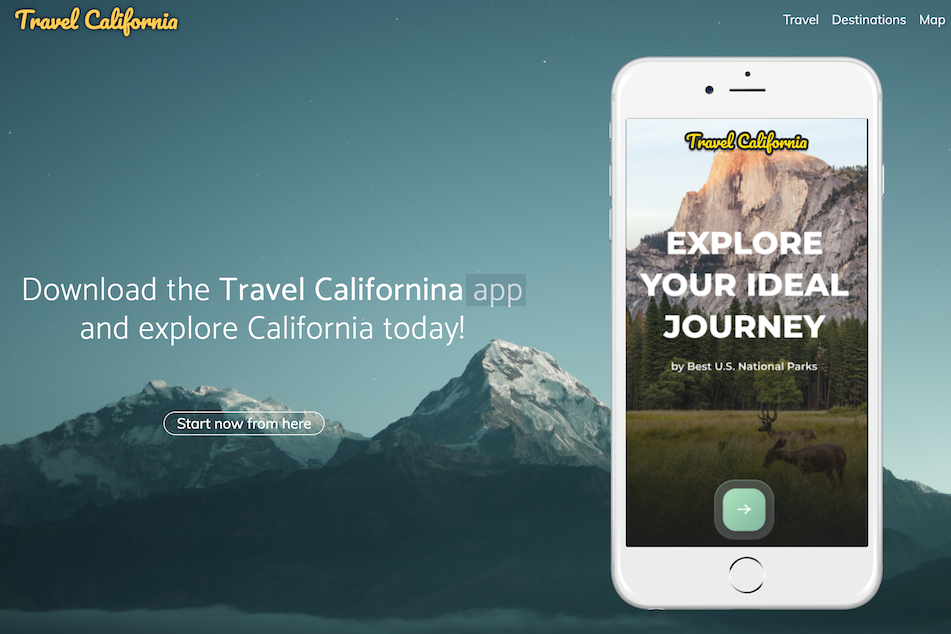 Travel California
Travel Destinations Map
Download the Travel Californina app
and explore California today!
Start now from here
Travel California
EXPLORE
YOUR IDEAL
JOURNEY
by Best U.S. National Parks